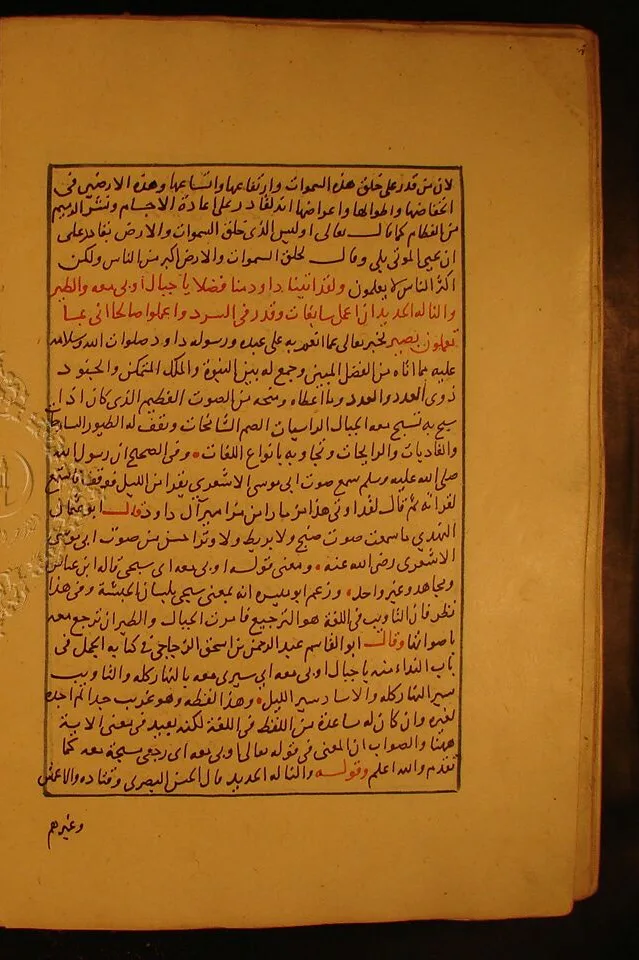 لان من قدر على خلق هذه السموات وارتفاعها واتساعها وهذه الارضين في
انخفاضها واطوالها واعراضها انه لقادر على اعادة الاجسام ونشر الرميم
من العظام كما قال تعالى اوليس الذي خلق السموات والارض بقادر على
ان يحيي الموتى بلى وقال لخلق السموات والارض اكبر من الناس ولكن
اكثر الناس لا يعلمون ولقد اتينا داود منا فضلا يا جبال اوبي معه والطير
والنا له الحديد ان اعمل سابغات وقدر في السرد واعملوا صالحا اني بما
تعملون بصير يخبر تعالى عما انعم به على عبده ورسوله داود صلوات الله وسلامه
عليه مما اتاه من الفضل المبين وجمع له بين النبوة والملك المتمكن والجنود
ذوي العدد والعدد وما اعطاه ومنحه من الصوت العظيم الذي كان اذا
سبح به تسبح معه الجبال الراسيات الصم الشامخات وتقف له الطيور السارحات
والغاديات والرايحات وتجاوبه بانواع اللغات وفي الصحيح ان رسول الله
صلى الله عليه وسلم سمع صوت ابي موسى الاشعري يقرا من الليل فوقف فاستمع
لقراته ثم قال لقد اوتي هذا مزمارا من مزامير آل داود وقال ابو عثمان
النهدي ما سمعت صوت صنج ولا بربط ولا وترا حسن من صوت ابي موسى
الاشعري رضي الله عنه ومعنى قوله اوبي معه اي سبحي قاله ابن عباس
ومجاهد وغير واحد وزعم ابو ميسرة انه بمعنى سبحي بلسان الحبشة وفي هذا
نظر فان التاويب في اللغة هو الترجيع فامرت الجبال والطير ان ترجع معه
باصواتها وقال ابو القاسم عبد الرحمن بن اسحق الزجاجي في كتابه الجمل في
باب النداء منه يا جبال اوبي معه اي سيري معه بالنهار كله والتاويب
سير النهار كله والاساد سير الليل وهذا لفظه وهو غريب جدا لم اجده
لغيره وان كان له مساعدة من اللفظ في اللغة لكنه بعيد في معنى الاية
ههنا والصواب ان المعنى في قوله تعالى اوبي معه اي رجعي مسبحة معه كما
تقدم والله اعلم وقوله والنا له الحديد قال الحسن البصري وقتادة والاعمش
وغيرهم